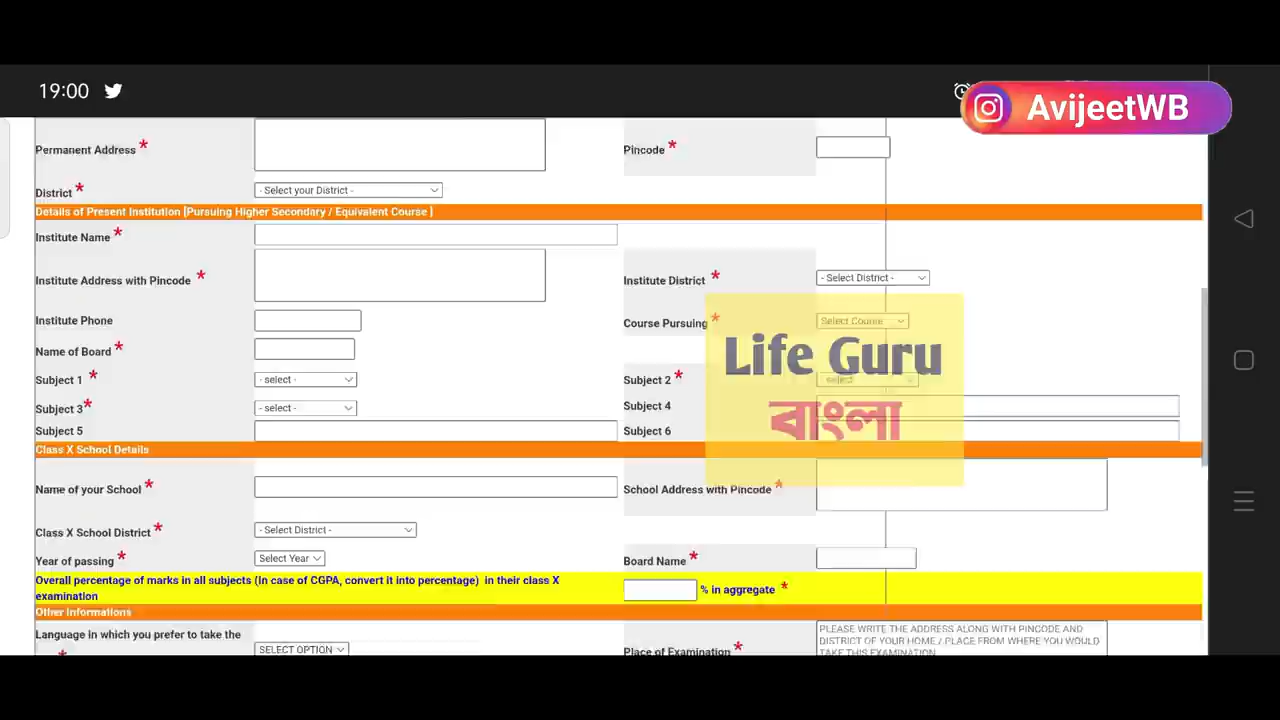 19:00
AvijeetWB
Permanent Address *
Pincode *
District * - Select your District -
Details of Present Institution [Pursuing Higher Secondary / Equivalent Course ]
Institute Name *
Institute Address with Pincode *
Institute District * - Select District -
Institute Phone
Course Pursuing * Select Course
Name of Board *
Life Guru
বাংলা
Subject 1 * - select -
Subject 2 * - select -
Subject 3* - select -
Subject 4
Subject 5
Subject 6
Class X School Details
Name of your School *
School Address with Pincode *
Class X School District * - Select District -
Year of passing * Select Year
Board Name *
Overall percentage of marks in all subjects (In case of CGPA, convert it into percentage) in their class X
examination
% in aggregate *
Other Informations
Language in which you prefer to take the
* SELECT OPTION
Place of Examination *
PLEASE WRITE THE ADDRESS ALONG WITH PINCODE AND
DISTRICT OF YOUR HOME / PLACE FROM WHERE YOU WOULD
TAKE THIS EXAMINATION